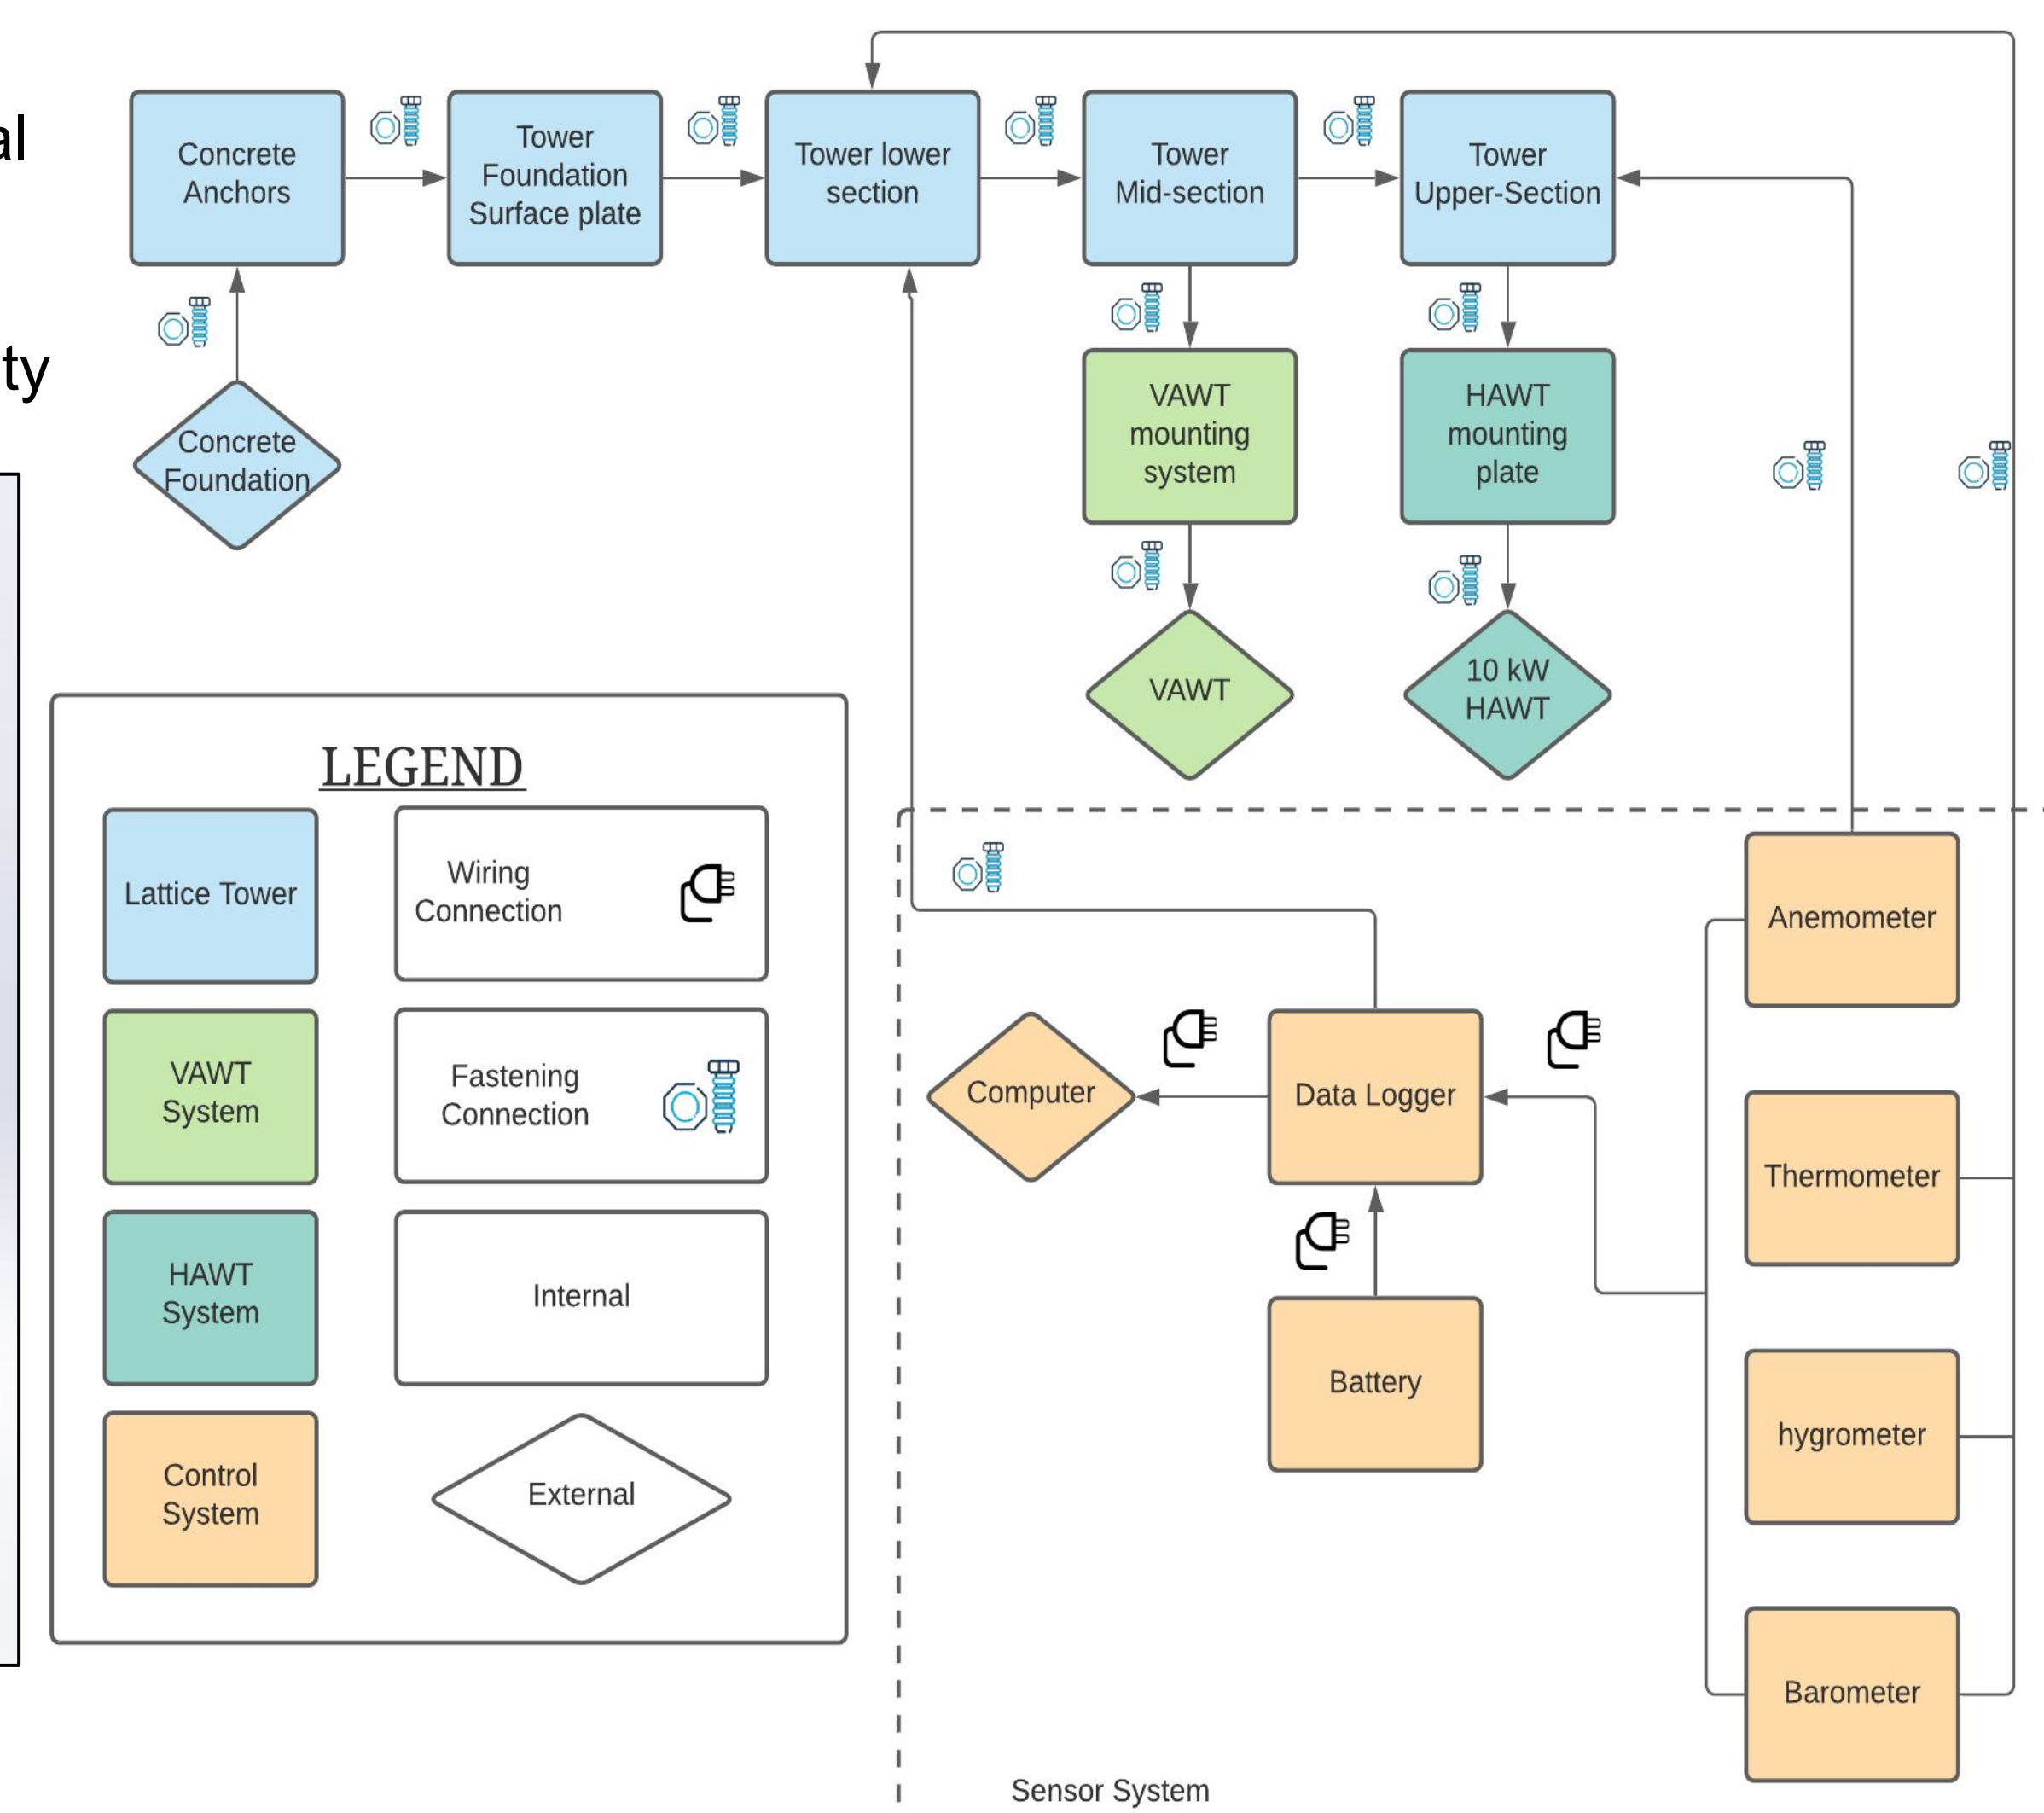 al
ty
Concrete
Anchors
Tower
Foundation
Surface plate
Tower lower
section
Tower
Mid-section
Tower
Upper-Section
Concrete
Foundation
VAWT
mounting
system
HAWT
mounting
plate
VAWT
10 kW
HAWT
LEGEND
Lattice Tower
Wiring
Connection
VAWT
System
Fastening
Connection
HAWT
System
Internal
Control
System
External
Anemometer
Computer
Data Logger
Thermometer
Battery
hygrometer
Barometer
Sensor System